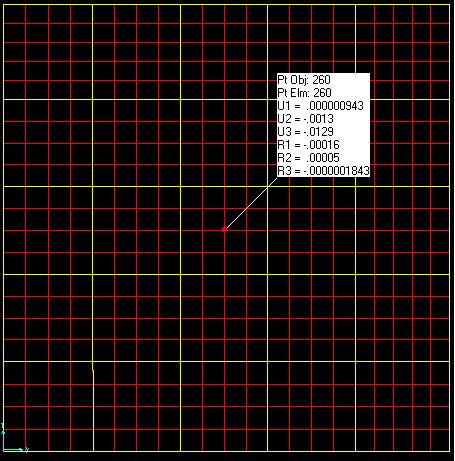 Pt Obj: 260
Pt Elm: 260
U1 = .000000943
U2 = -.0013
U3 = -.0129
R1 = -.00016
R2 = .00005
R3 = -.0000001843